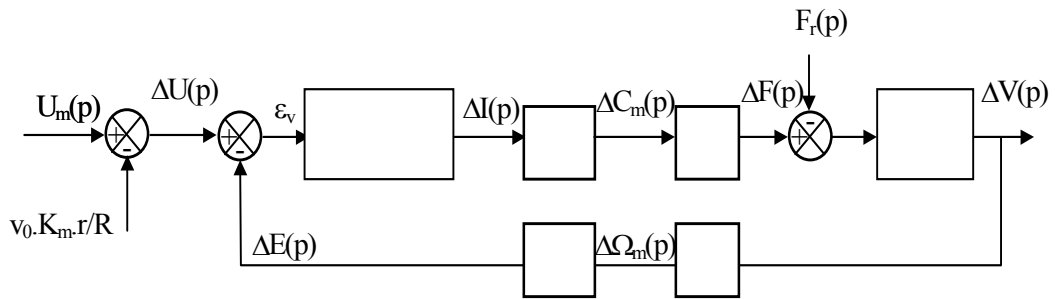 Fᵣ(p)
Uₘ(p)
ΔU(p)
εᵥ
ΔI(p)
ΔCₘ(p)
ΔF(p)
ΔV(p)
+
-
+
-
-
+
v₀.Kₘ.r/R
ΔE(p)
ΔΩₘ(p)